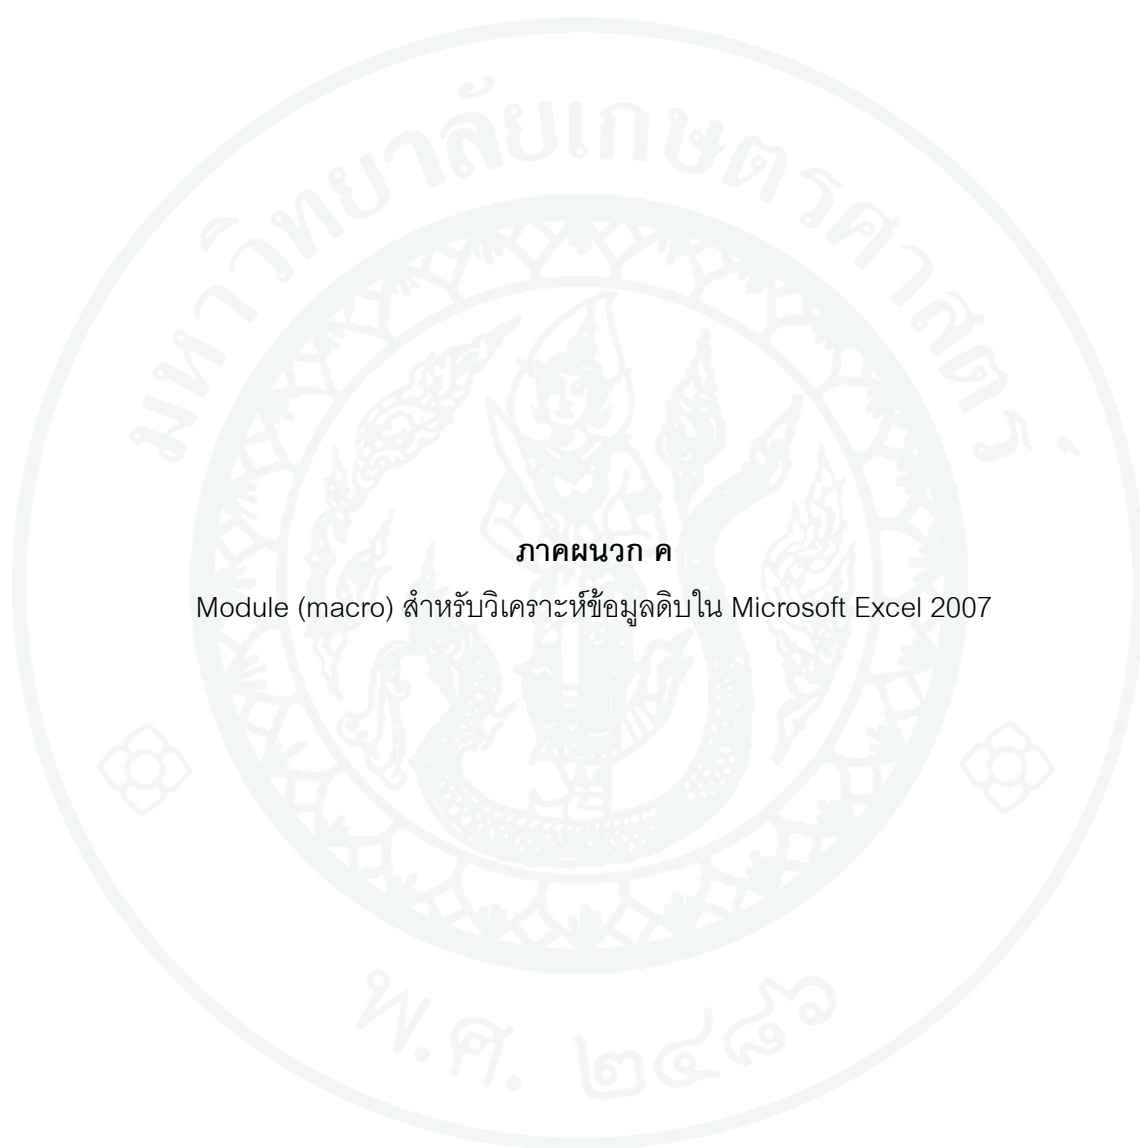 มหาวิทยาลัยเกษตรศาสตร์
ภาคผนวก ค
Module (macro) สำหรับวิเคราะห์ข้อมูลดิบใน Microsoft Excel 2007
พ.ศ. ๒๔๘๖